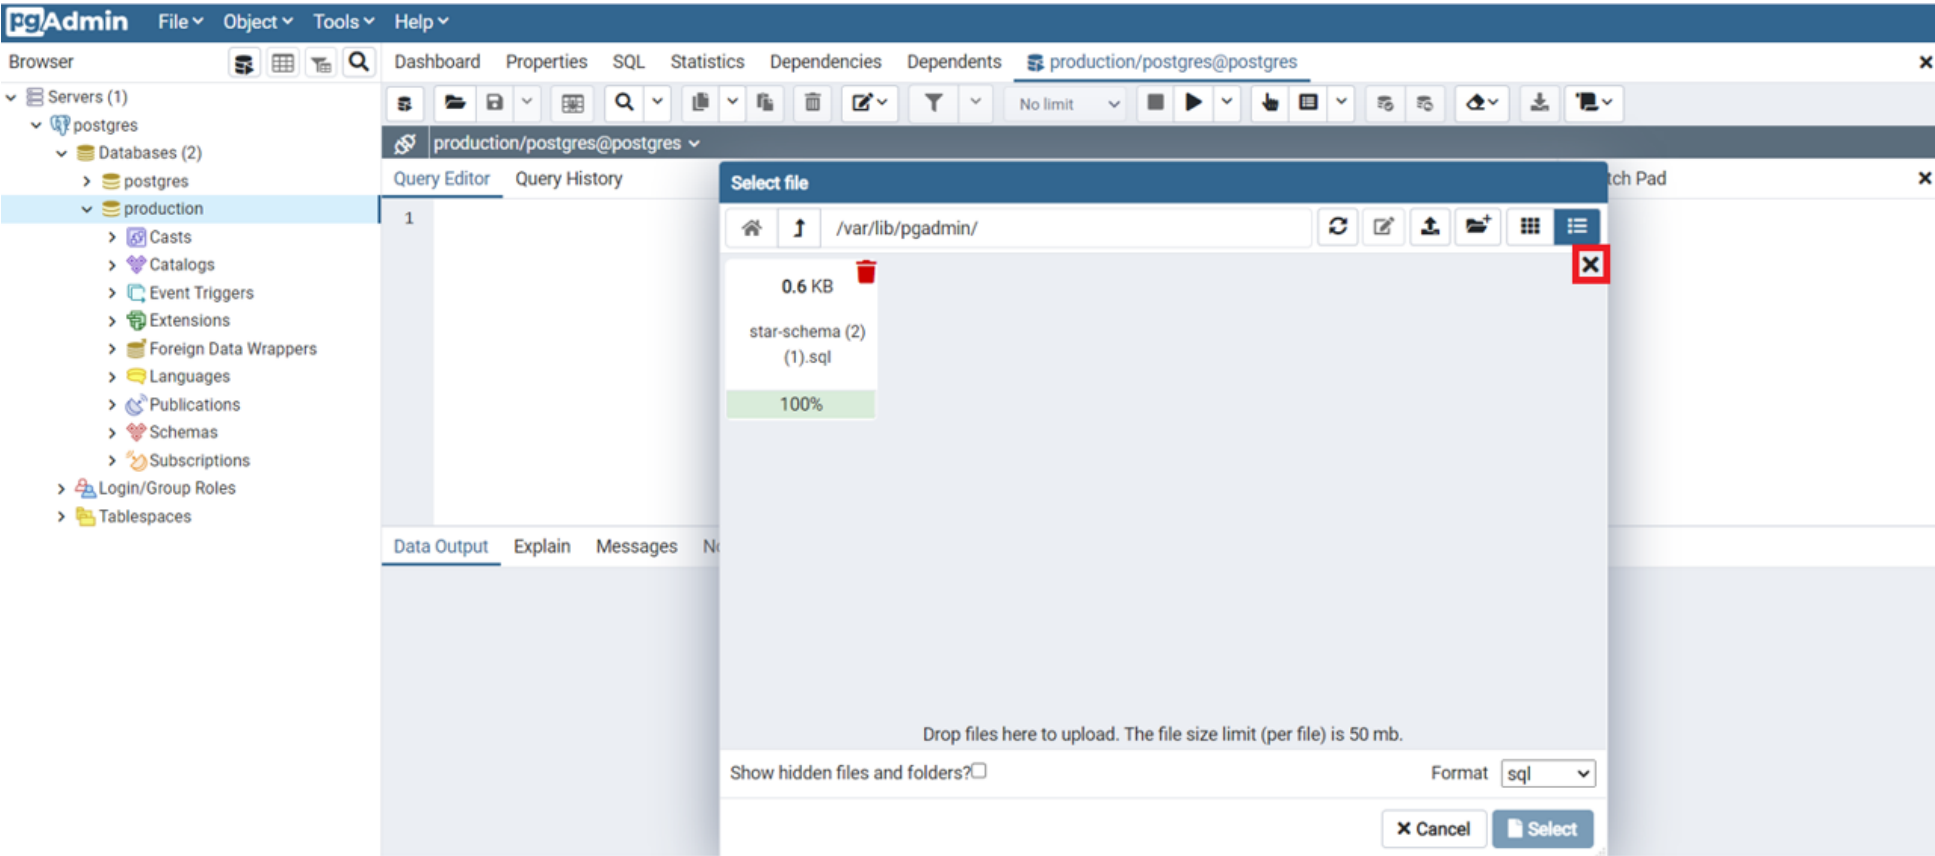 pgAdmin File Object Tools Help
Browser
Dashboard Properties SQL Statistics Dependencies Dependents production/postgres@postgres
Servers (1)
postgres
Databases (2)
postgres
production
Casts
Catalogs
Event Triggers
Extensions
Foreign Data Wrappers
Languages
Publications
Schemas
Subscriptions
Login/Group Roles
Tablespaces
No limit
production/postgres@postgres
Query Editor Query History
tch Pad
1
Select file
/var/lib/pgadmin/
0.6 KB
star-schema (2)
(1).sql
100%
Drop files here to upload. The file size limit (per file) is 50 mb.
Show hidden files and folders?
Format sql
Cancel Select
Data Output Explain Messages